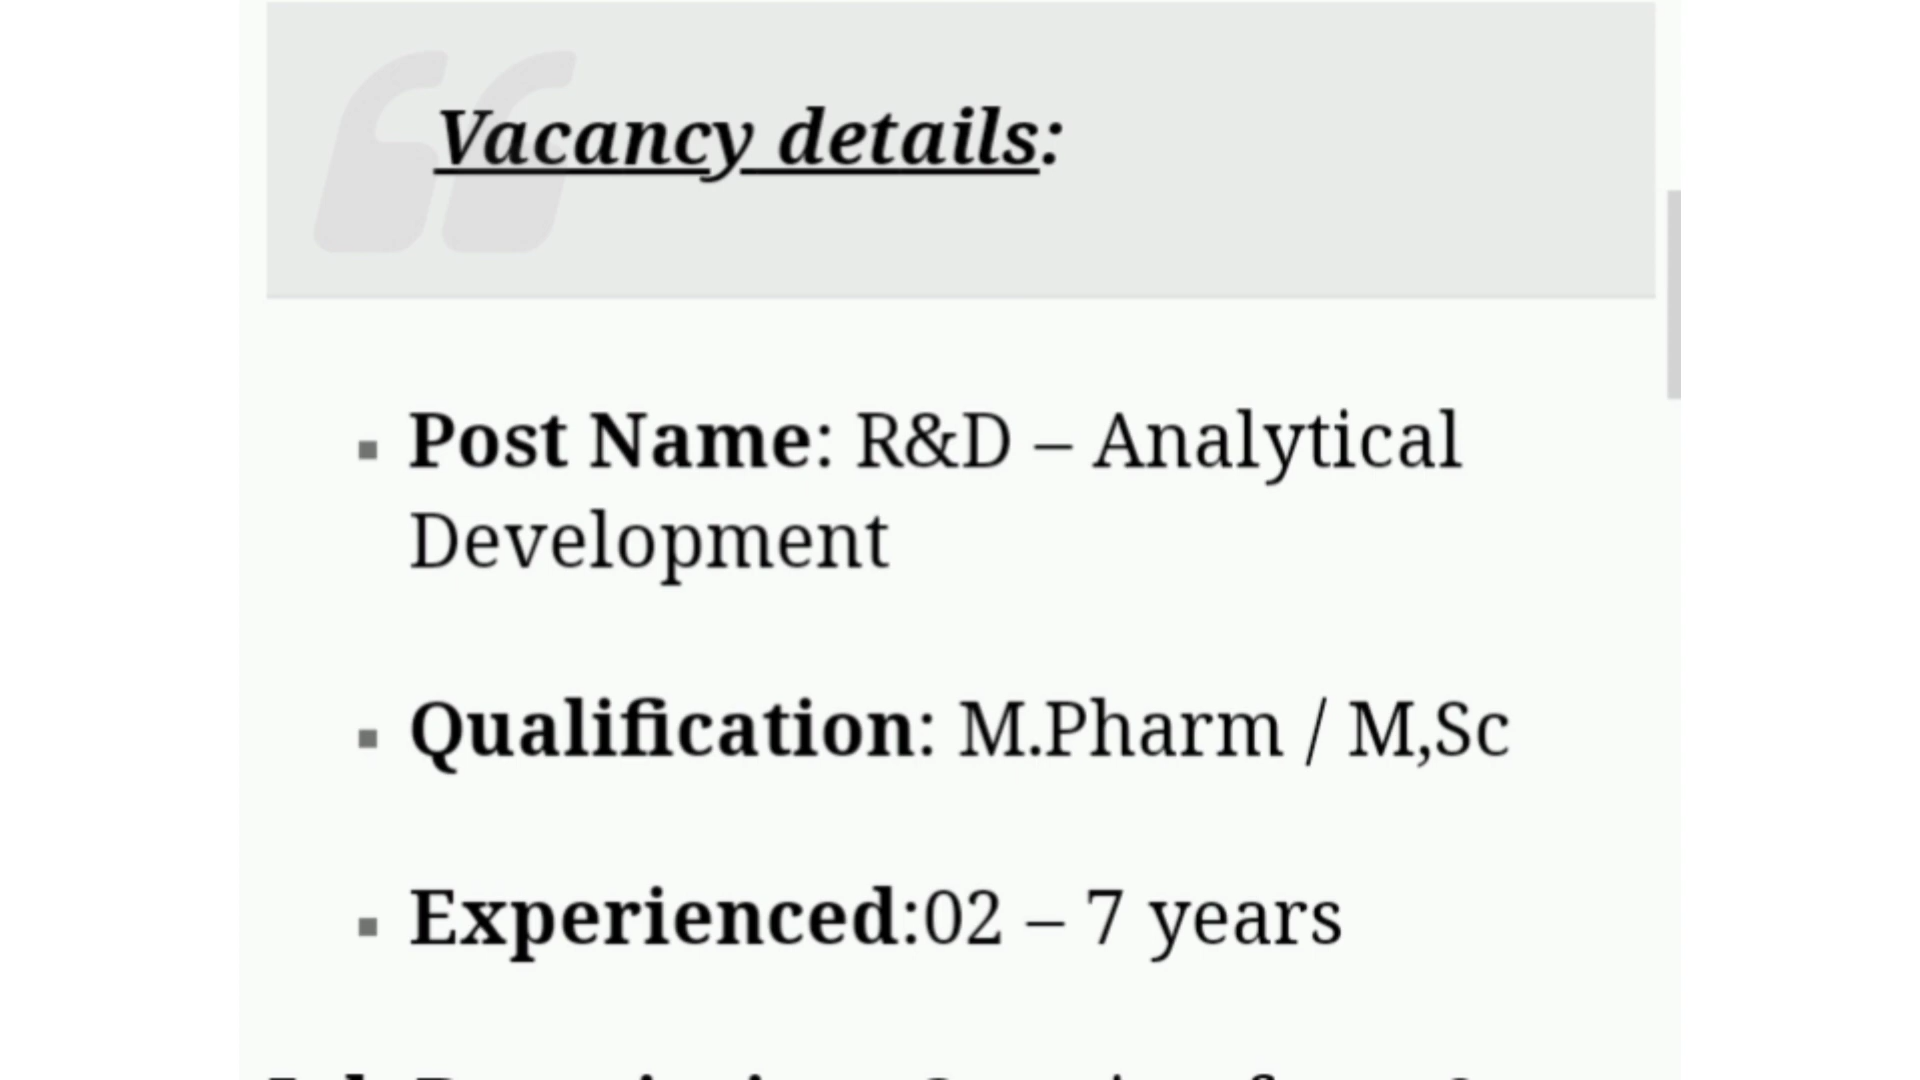 Vacancy details:
Post Name: R&D – Analytical
Development
Qualification: M.Pharm / M,Sc
Experienced:02 – 7 years